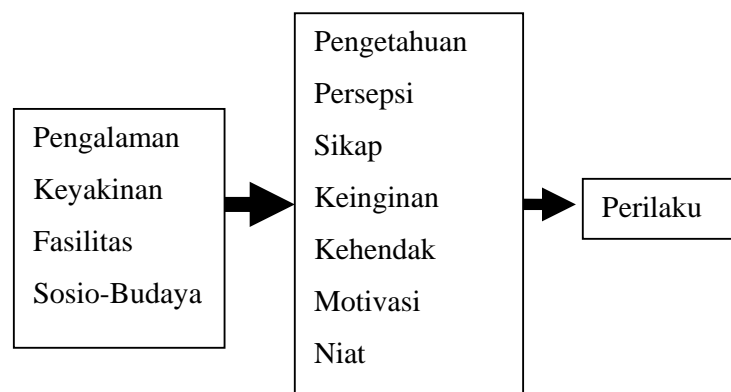 Pengalaman
Keyakinan
Fasilitas
Sosio-Budaya
Pengetahuan
Persepsi
Sikap
Keinginan
Kehendak
Motivasi
Niat
Perilaku